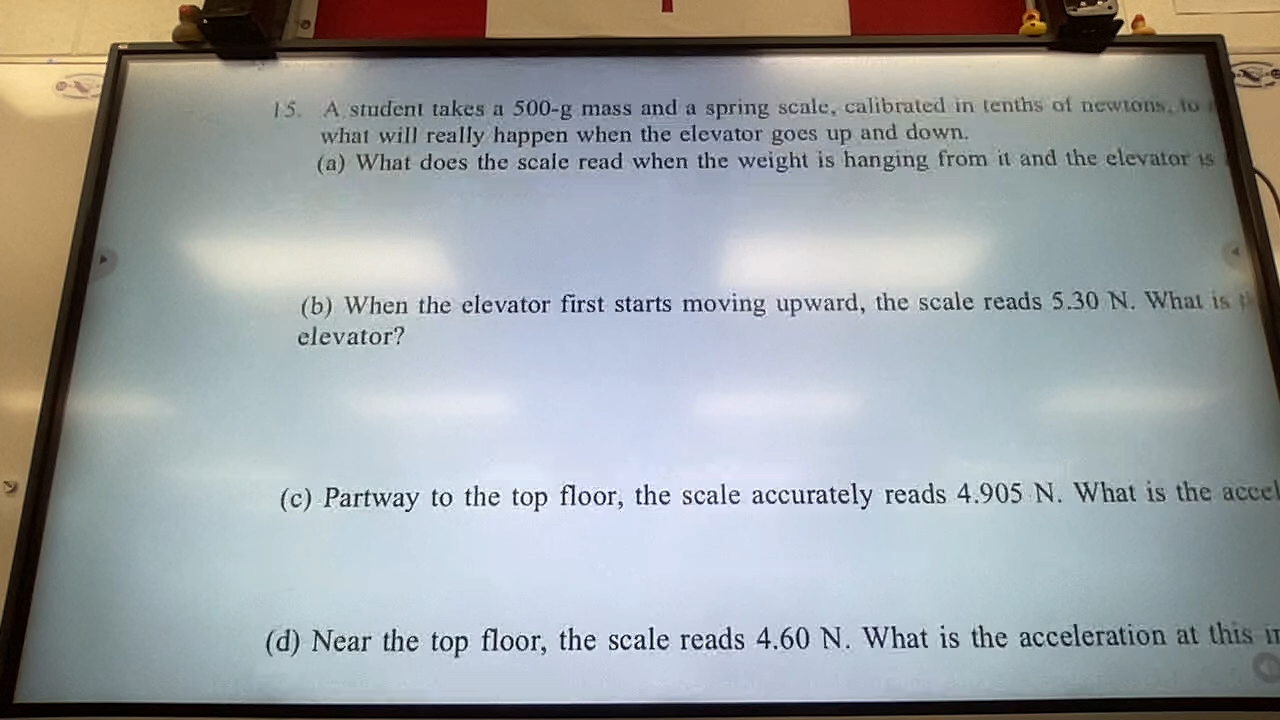 15. A student takes a 500-g mass and a spring scale, calibrated in tenths of newtons, to
what will really happen when the elevator goes up and down.
(a) What does the scale read when the weight is hanging from it and the elevator is
(b) When the elevator first starts moving upward, the scale reads 5.30 N. What is
elevator?
(c) Partway to the top floor, the scale accurately reads 4.905 N. What is the accel
(d) Near the top floor, the scale reads 4.60 N. What is the acceleration at this